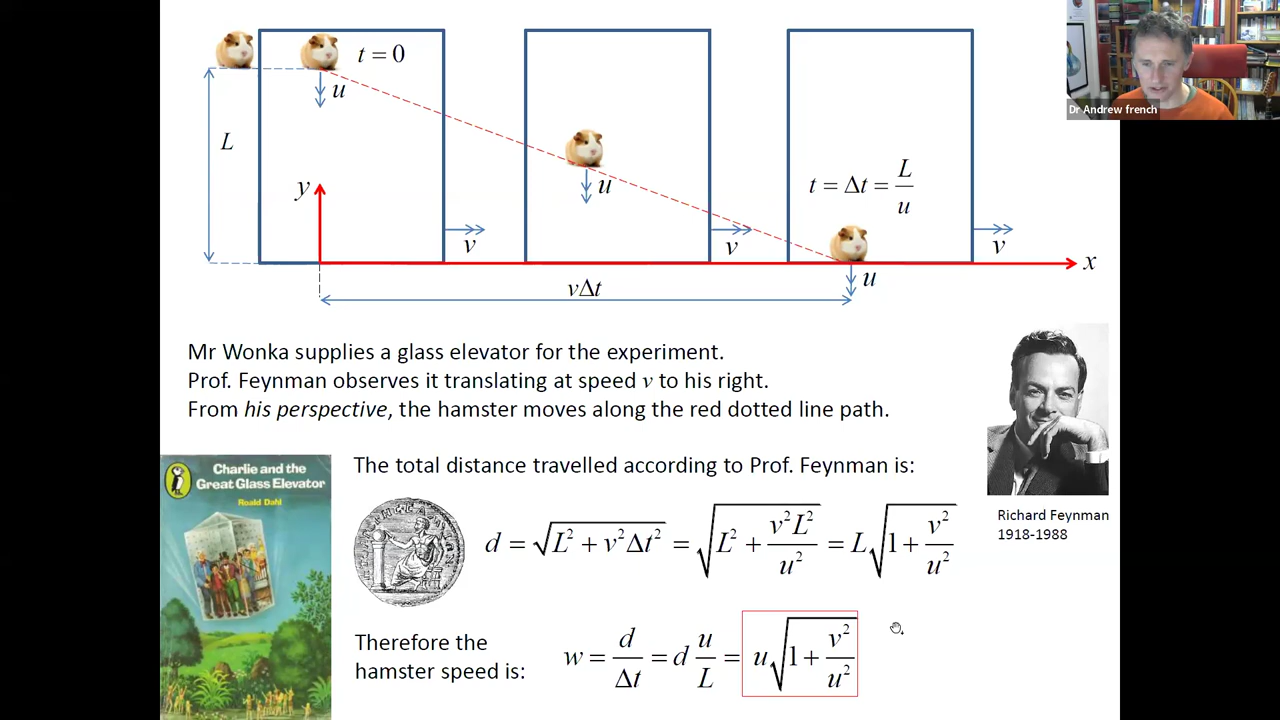 Dr Andrew french
t = 0
u
L
y
u
t = Δt = L/u
v
v
v
x
u
vΔt
Mr Wonka supplies a glass elevator for the experiment.
Prof. Feynman observes it translating at speed v to his right.
From his perspective, the hamster moves along the red dotted line path.
Charlie and the
Great Glass Elevator
Roald Dahl
The total distance travelled according to Prof. Feynman is:
d = √(L² + v²Δt²) = √(L² + v²L²/u²) = L√(1 + v²/u²)
Richard Feynman
1918-1988
Therefore the
hamster speed is:
w = d/Δt = d u/L = u√(1 + v²/u²)